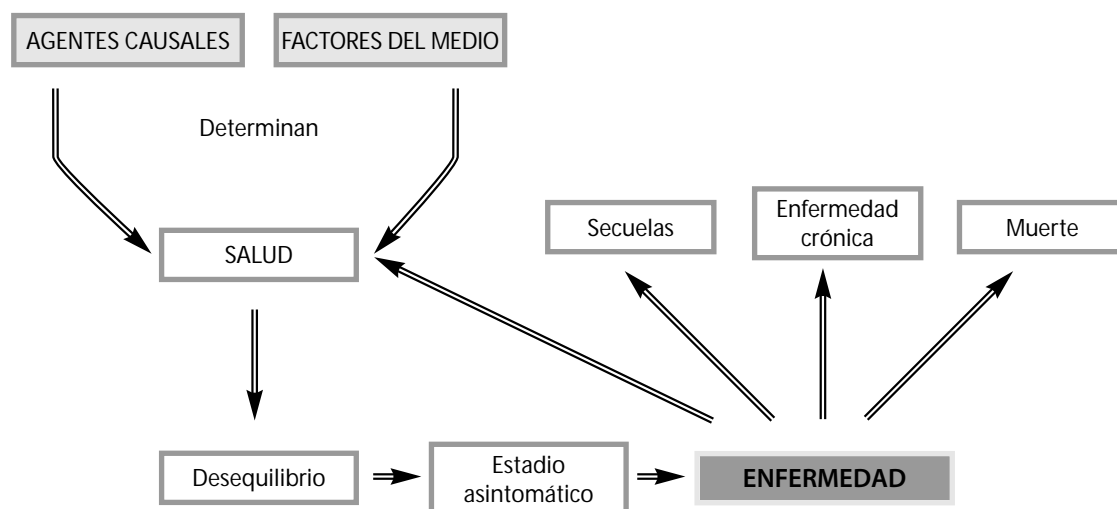 AGENTES CAUSALES
FACTORES DEL MEDIO
Determinan
SALUD
Secuelas
Enfermedad
crónica
Muerte
Desequilibrio
Estadio
asintomático
ENFERMEDAD